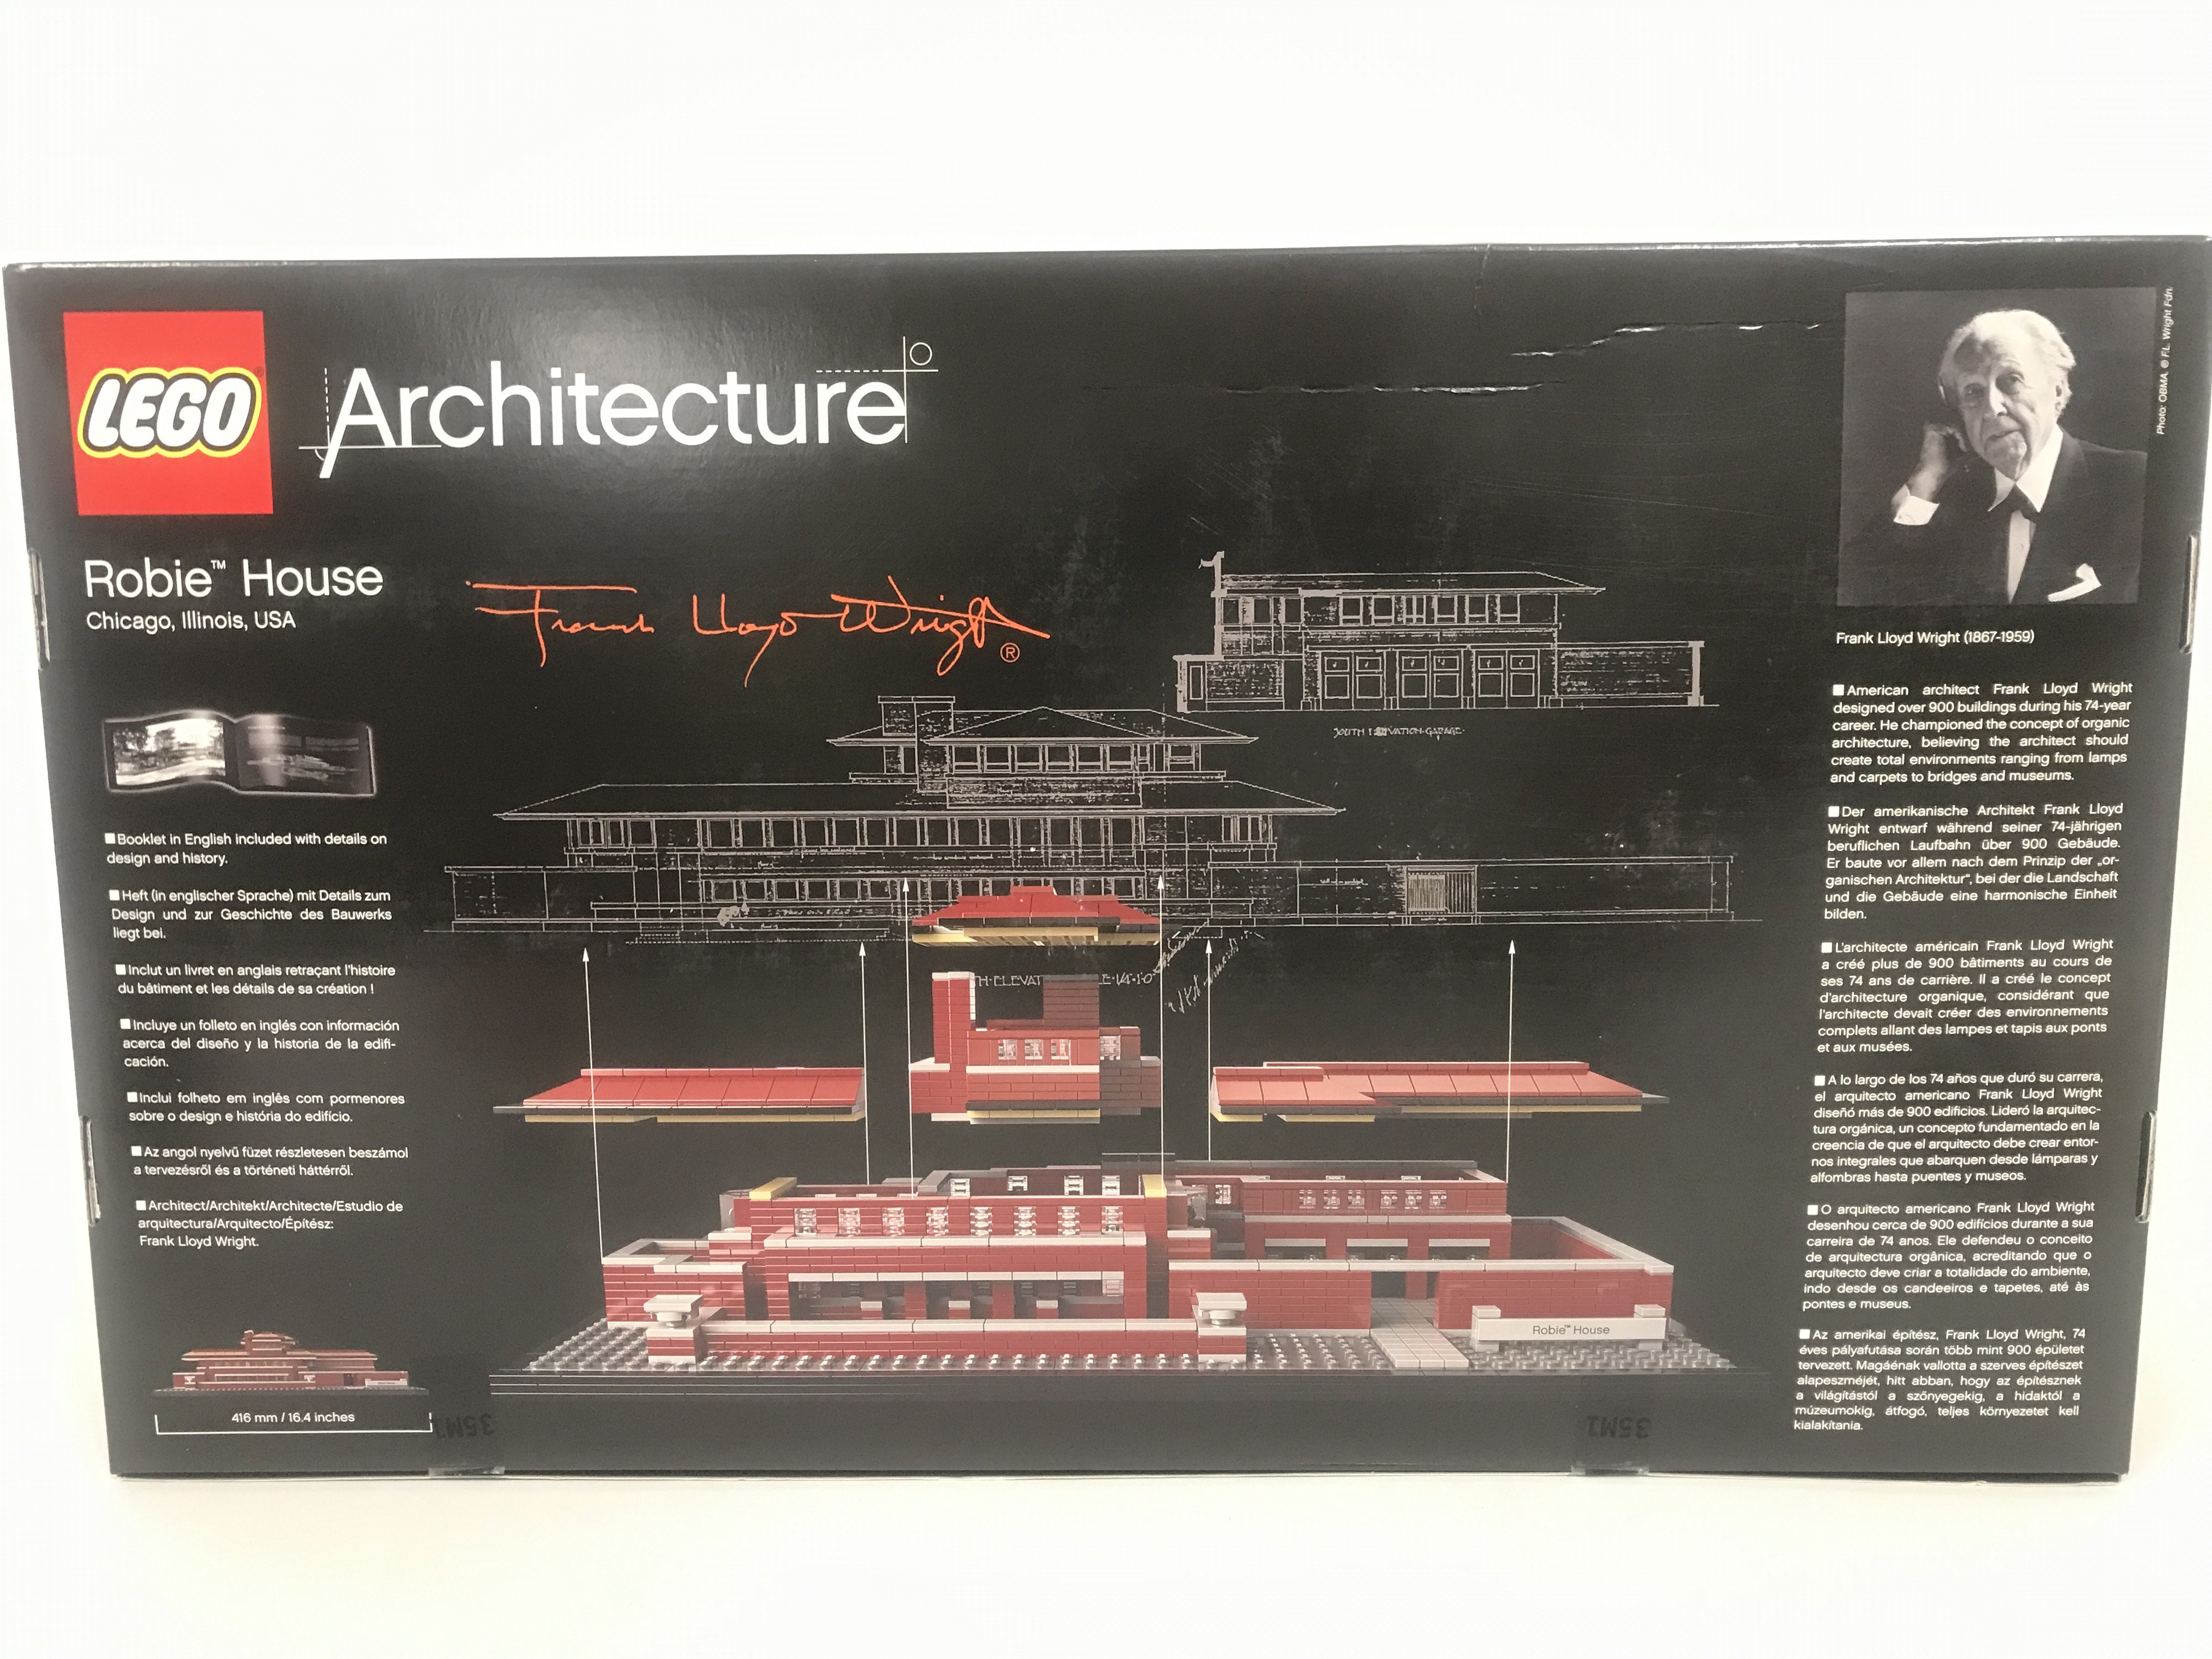 LEGO®
Architecture
Robie™ House
Chicago, Illinois, USA
Frank Lloyd Wright®
■ Booklet in English included with details on
design and history.
■ Heft (in englischer Sprache) mit Details zum
Design und zur Geschichte des Bauwerks
liegt bei.
■ Inclut un livret en anglais retraçant l'histoire
du bâtiment et les détails de sa création !
■ Incluye un folleto en inglés con información
acerca del diseño y la historia de la edifi-
cación.
■ Inclui folheto em inglês com pormenores
sobre o design e história do edifício.
■ Az angol nyelvű füzet részletesen beszámol
a tervezésről és a történeti háttérről.
■ Architect/Architekt/Architecte/Estudio de
arquitectura/Arquitecto/Építész:
Frank Lloyd Wright.
416 mm / 16.4 inches
SOUTH GARAGE
Robie™ House
35M1
35M1
Photo: OBMA. © F.L. Wright Fdn.
Frank Lloyd Wright (1867-1959)
■ American architect Frank Lloyd Wright
designed over 900 buildings during his 74-year
career. He championed the concept of organic
architecture, believing the architect should
create total environments ranging from lamps
and carpets to bridges and museums.
■ Der amerikanische Architekt Frank Lloyd
Wright entwarf während seiner 74-jährigen
beruflichen Laufbahn über 900 Gebäude.
Er baute vor allem nach dem Prinzip der „or-
ganischen Architektur“, bei der die Landschaft
und die Gebäude eine harmonische Einheit
bilden.
■ L'architecte américain Frank Lloyd Wright
a créé plus de 900 bâtiments au cours de
ses 74 ans de carrière. Il a créé le concept
d'architecture organique, considérant que
l'architecte devait créer des environnements
complets allant des lampes et tapis aux ponts
et aux musées.
■ A lo largo de los 74 años que duró su carrera,
el arquitecto americano Frank Lloyd Wright
diseñó más de 900 edificios. Lideró la arquitec-
tura orgánica, un concepto fundamentado en la
creencia de que el arquitecto debe crear entor-
nos integrales que abarquen desde lámparas y
alfombras hasta puentes y museos.
■ O arquitecto americano Frank Lloyd Wright
desenhou cerca de 900 edifícios durante a sua
carreira de 74 anos. Ele defendeu o conceito
de arquitectura orgânica, acreditando que o
arquitecto deve criar a totalidade do ambiente,
indo desde os candeeiros e tapetes, até às
pontes e museus.
■ Az amerikai építész, Frank Lloyd Wright, 74
éves pályafutása során több mint 900 épületet
tervezett. Magáénak vallotta a szerves építészet
alapeszméjét, hitt abban, hogy az építésznek
a világítástól a szőnyegekig, a hidaktól a
múzeumokig, átfogó, teljes környezetet kell
kialakítania.